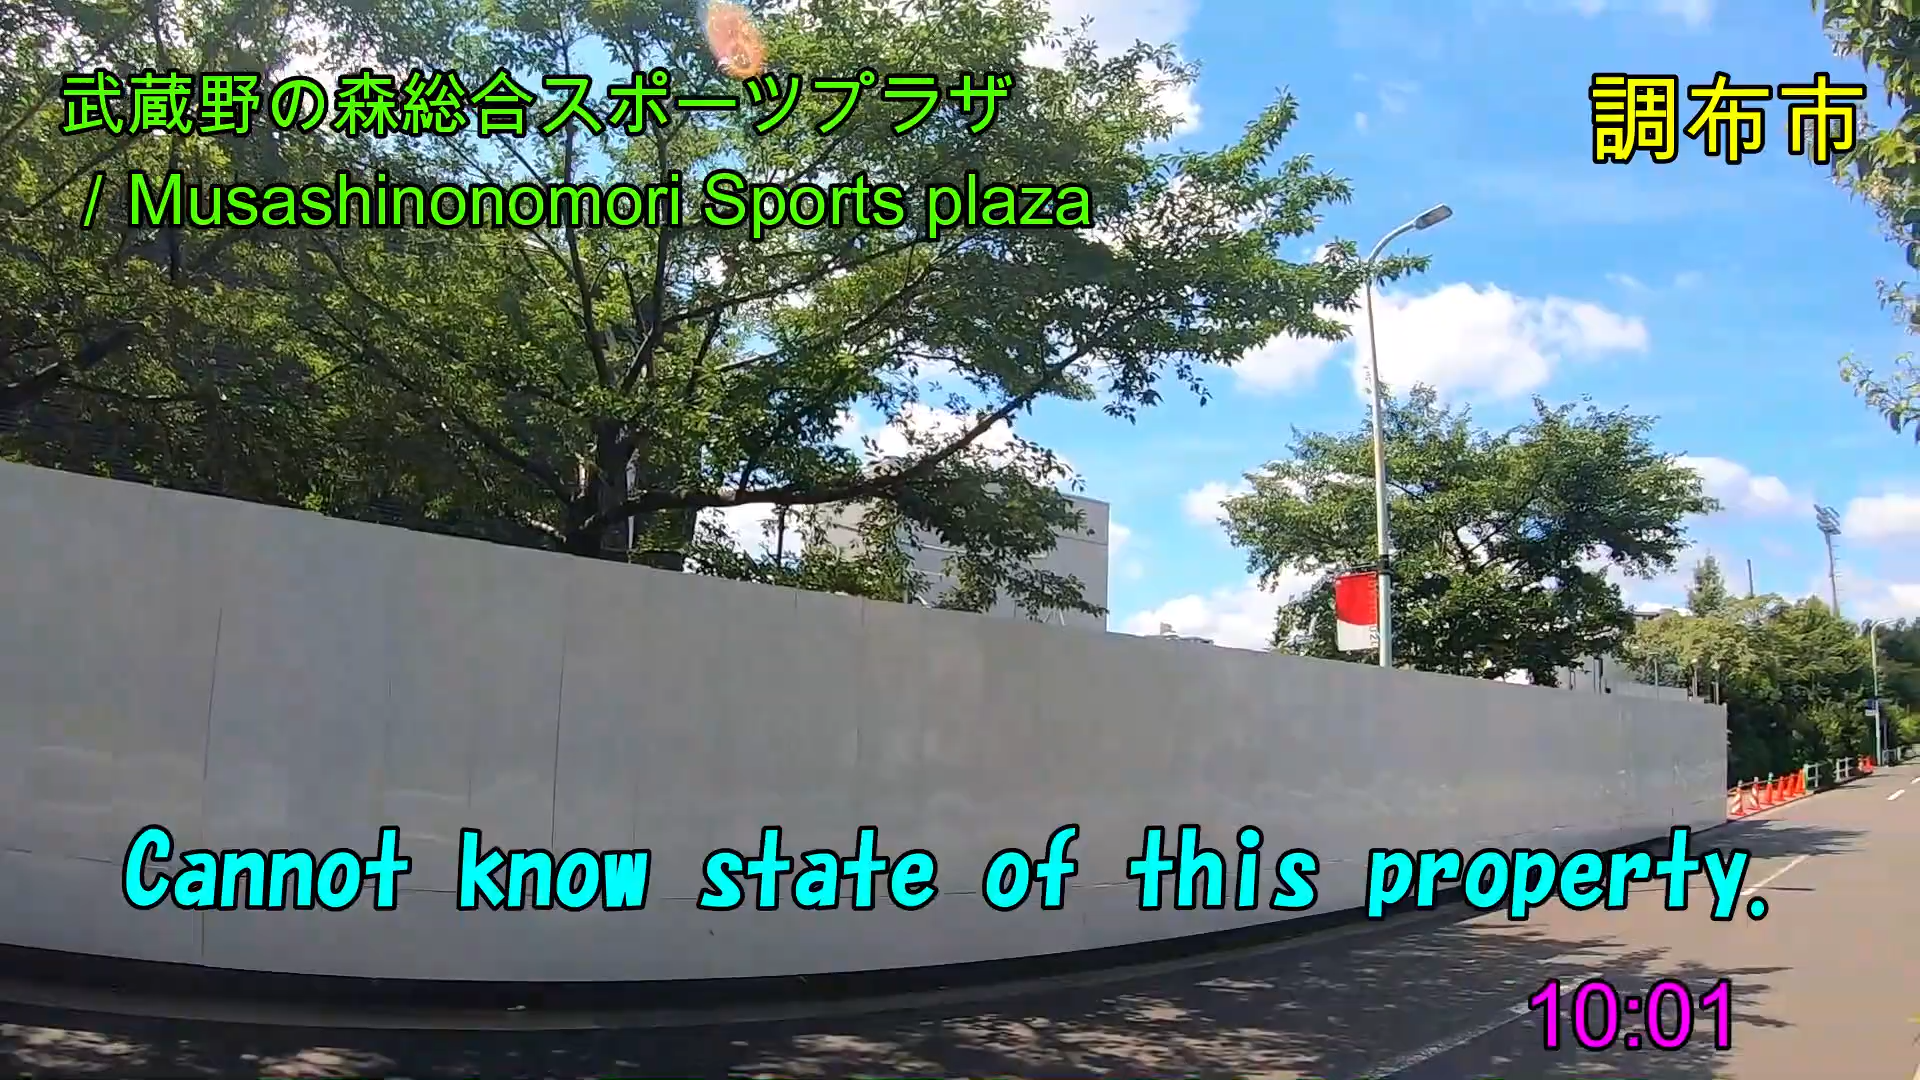 武蔵野の森総合スポーツプラザ
/ Musashinonomori Sports plaza
調布市
Cannot know state of this property.
10:01